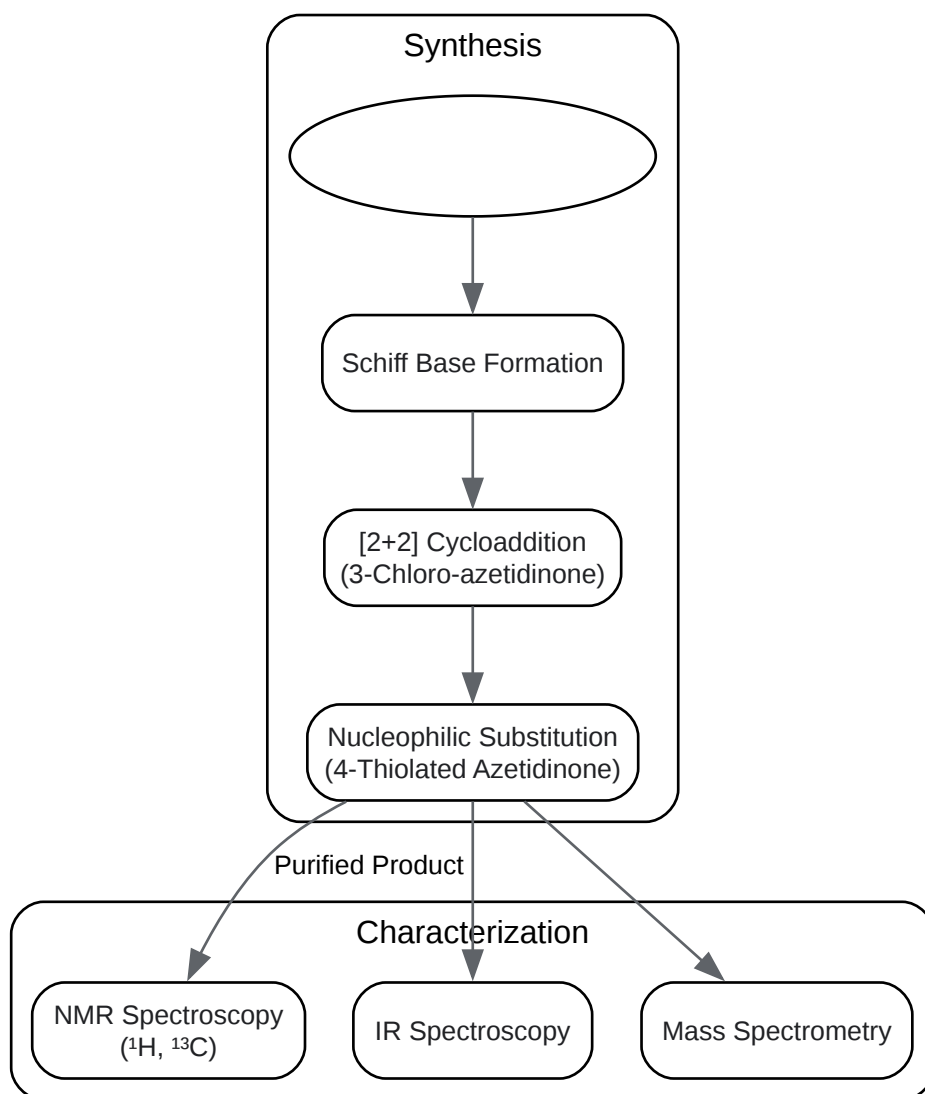 Synthesis
Schiff Base Formation
[2+2] Cycloaddition
(3-Chloro-azetidinone)
Nucleophilic Substitution
(4-Thiolated Azetidinone)
Purified Product
Characterization
NMR Spectroscopy
(¹H, ¹³C)
IR Spectroscopy
Mass Spectrometry